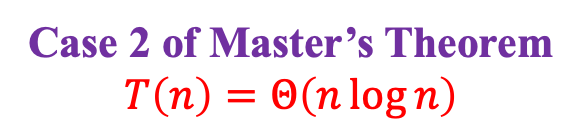 Case 2 of Master’s Theorem
T(n) = Θ(n log n)